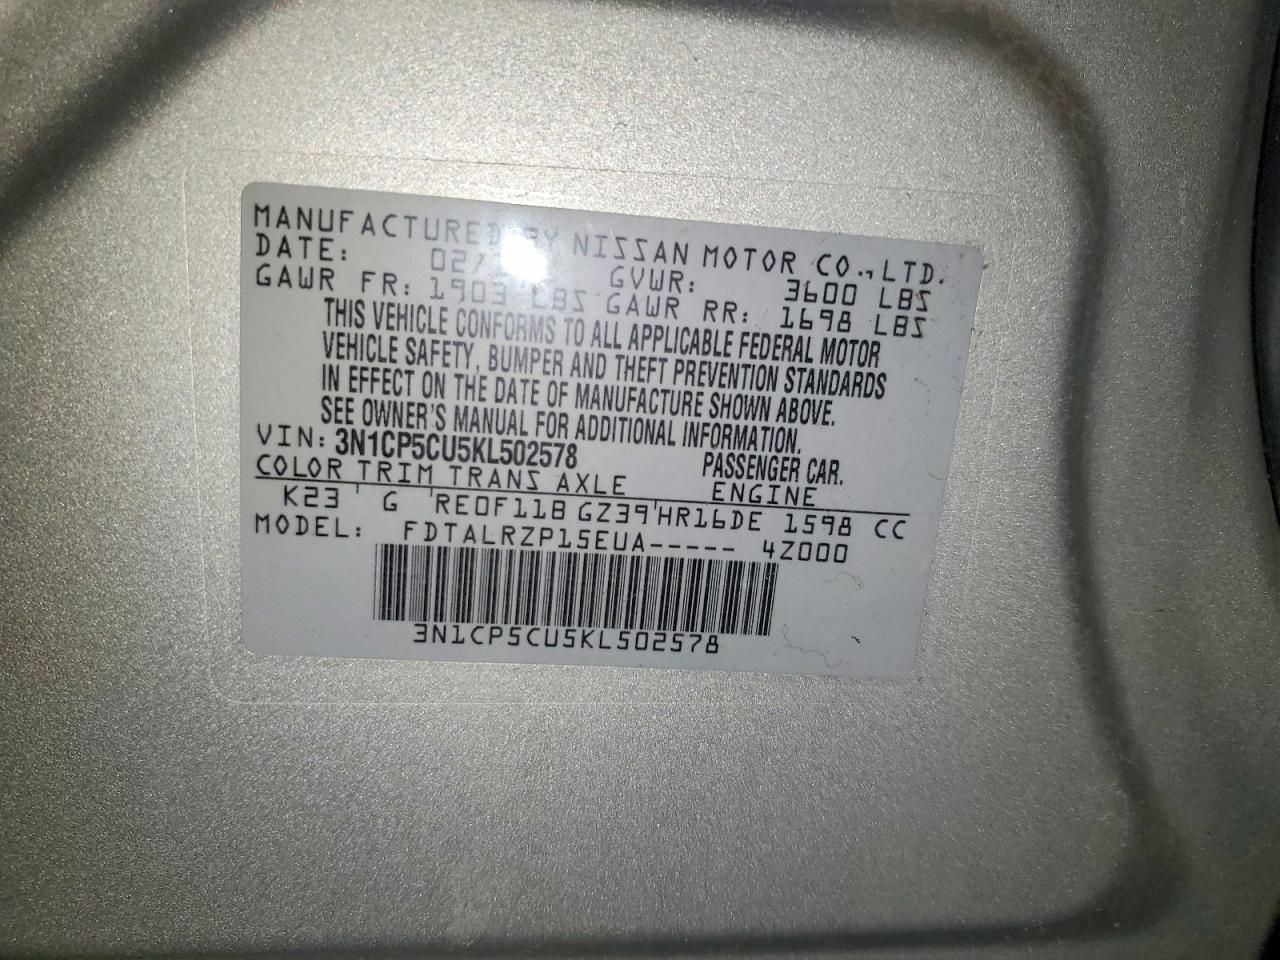 MANUFACTURED BY NISSAN MOTOR CO., LTD.
DATE: 02/ GVWR: 3600 LBS
GAWR FR: 1903 LBS GAWR RR: 1698 LBS
THIS VEHICLE CONFORMS TO ALL APPLICABLE FEDERAL MOTOR
VEHICLE SAFETY, BUMPER AND THEFT PREVENTION STANDARDS
IN EFFECT ON THE DATE OF MANUFACTURE SHOWN ABOVE.
SEE OWNER'S MANUAL FOR ADDITIONAL INFORMATION.
VIN: 3N1CP5CU5KL502578 PASSENGER CAR.
COLOR TRIM TRANS AXLE ENGINE
K23 ' G 'RE0F11B GZ39'HR16DE 1598 CC
MODEL: FDTALRZP15EUA----- 4Z000
3N1CP5CU5KL502578